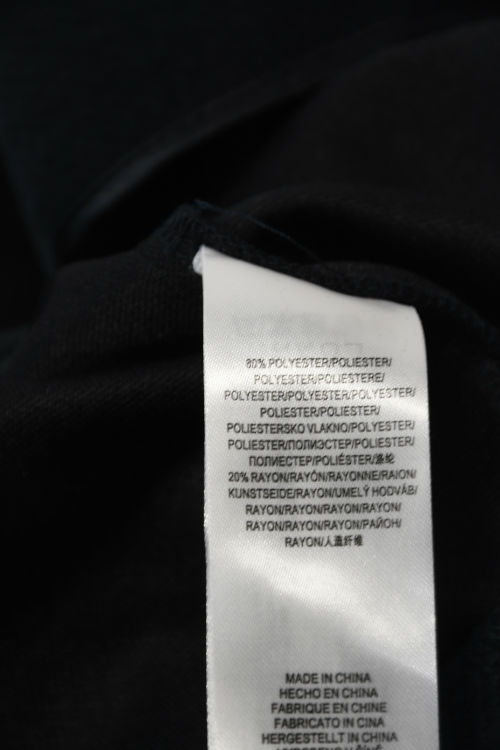 80% POLYESTER/POLIESTER/
POLYESTER/POLIESTERE/
POLYESTER/POLYESTER/POLYESTER/
POLIESTER/POLIESTER/
POLIESTERSKO VLAKNO/POLYESTER/
POLIESTER/ПОЛИЭСТЕР/POLIESTER/
ПОЛИЕСТЕР/POLIÉSTER/涤纶
20% RAYON/RAYÓN/RAYONNE/RAION/
KUNSTSEIDE/RAYON/UMELÝ HODVÁB/
RAYON/RAYON/RAYON/RAYON/
RAYON/RAYON/RAYON/РАЙОН/
RAYON/人造纤维
MADE IN CHINA
HECHO EN CHINA
FABRIQUE EN CHINE
FABRICATO IN CINA
HERGESTELLT IN CHINA